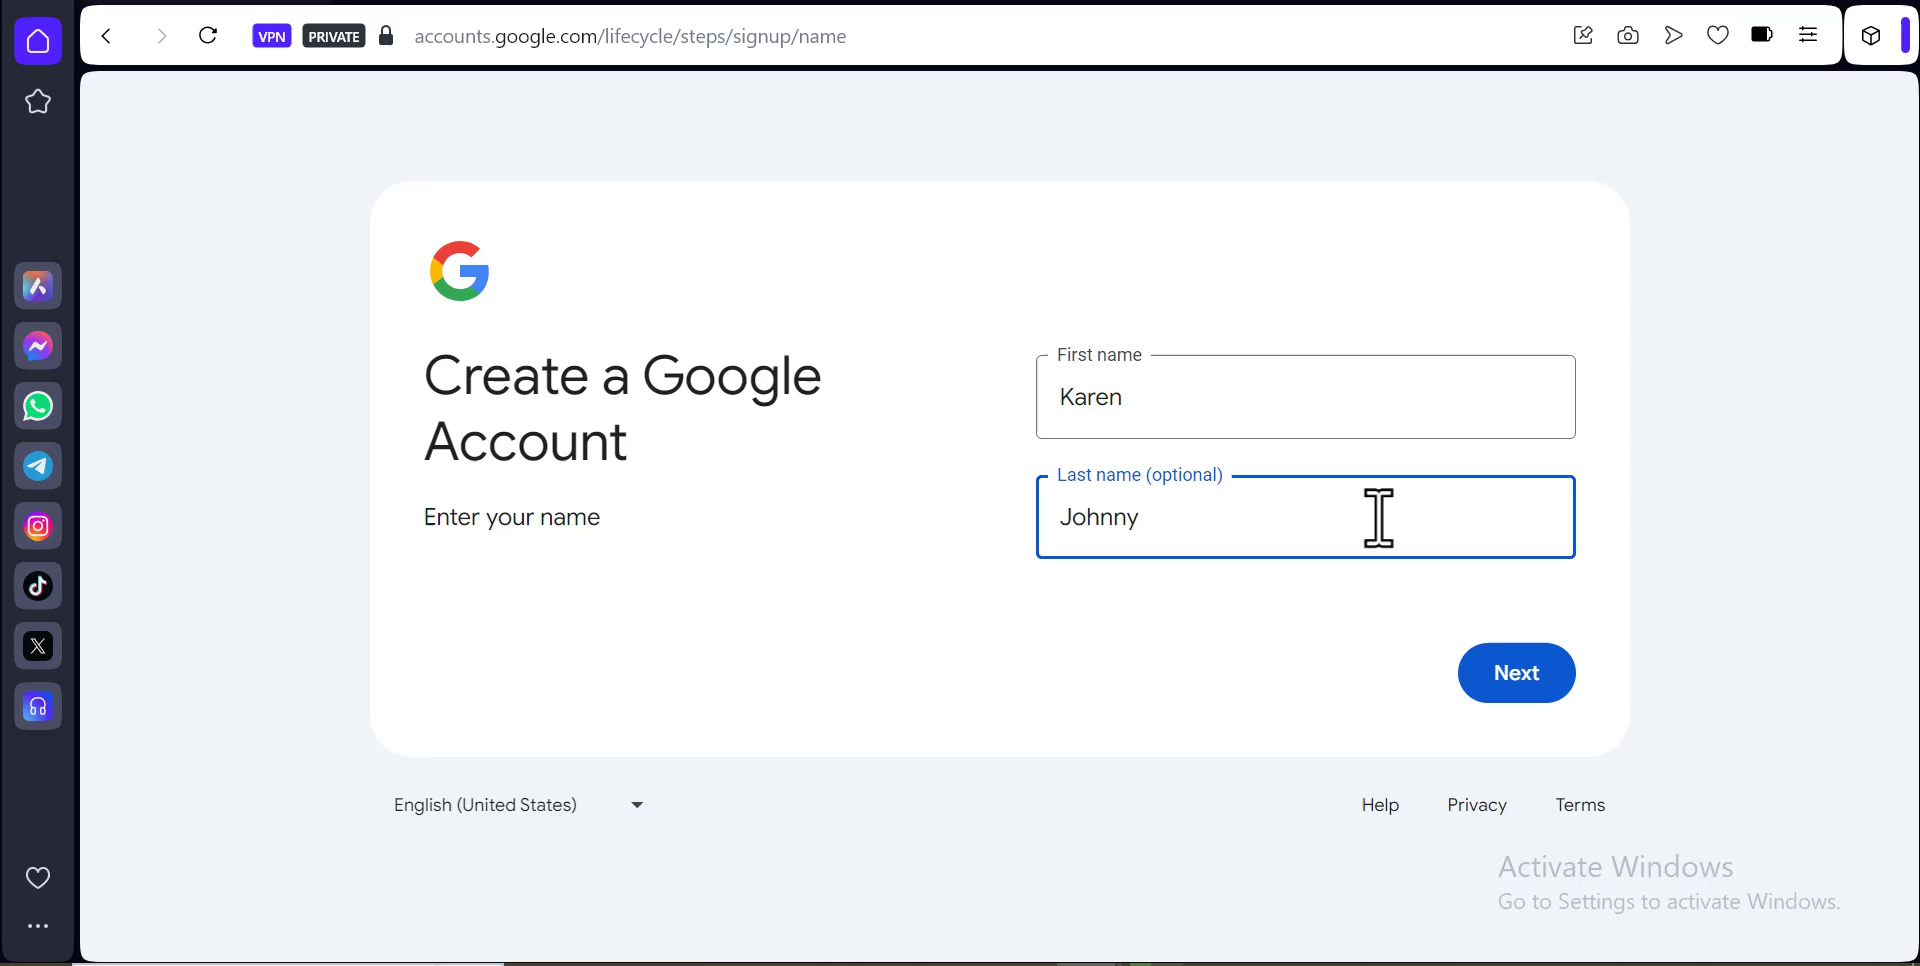 VPN PRIVATE accounts.google.com/lifecycle/steps/signup/name
Create a Google
Account
Enter your name
First name
Karen
Last name (optional)
Johnny
Next
English (United States)
Help Privacy Terms
Activate Windows
Go to Settings to activate Windows.